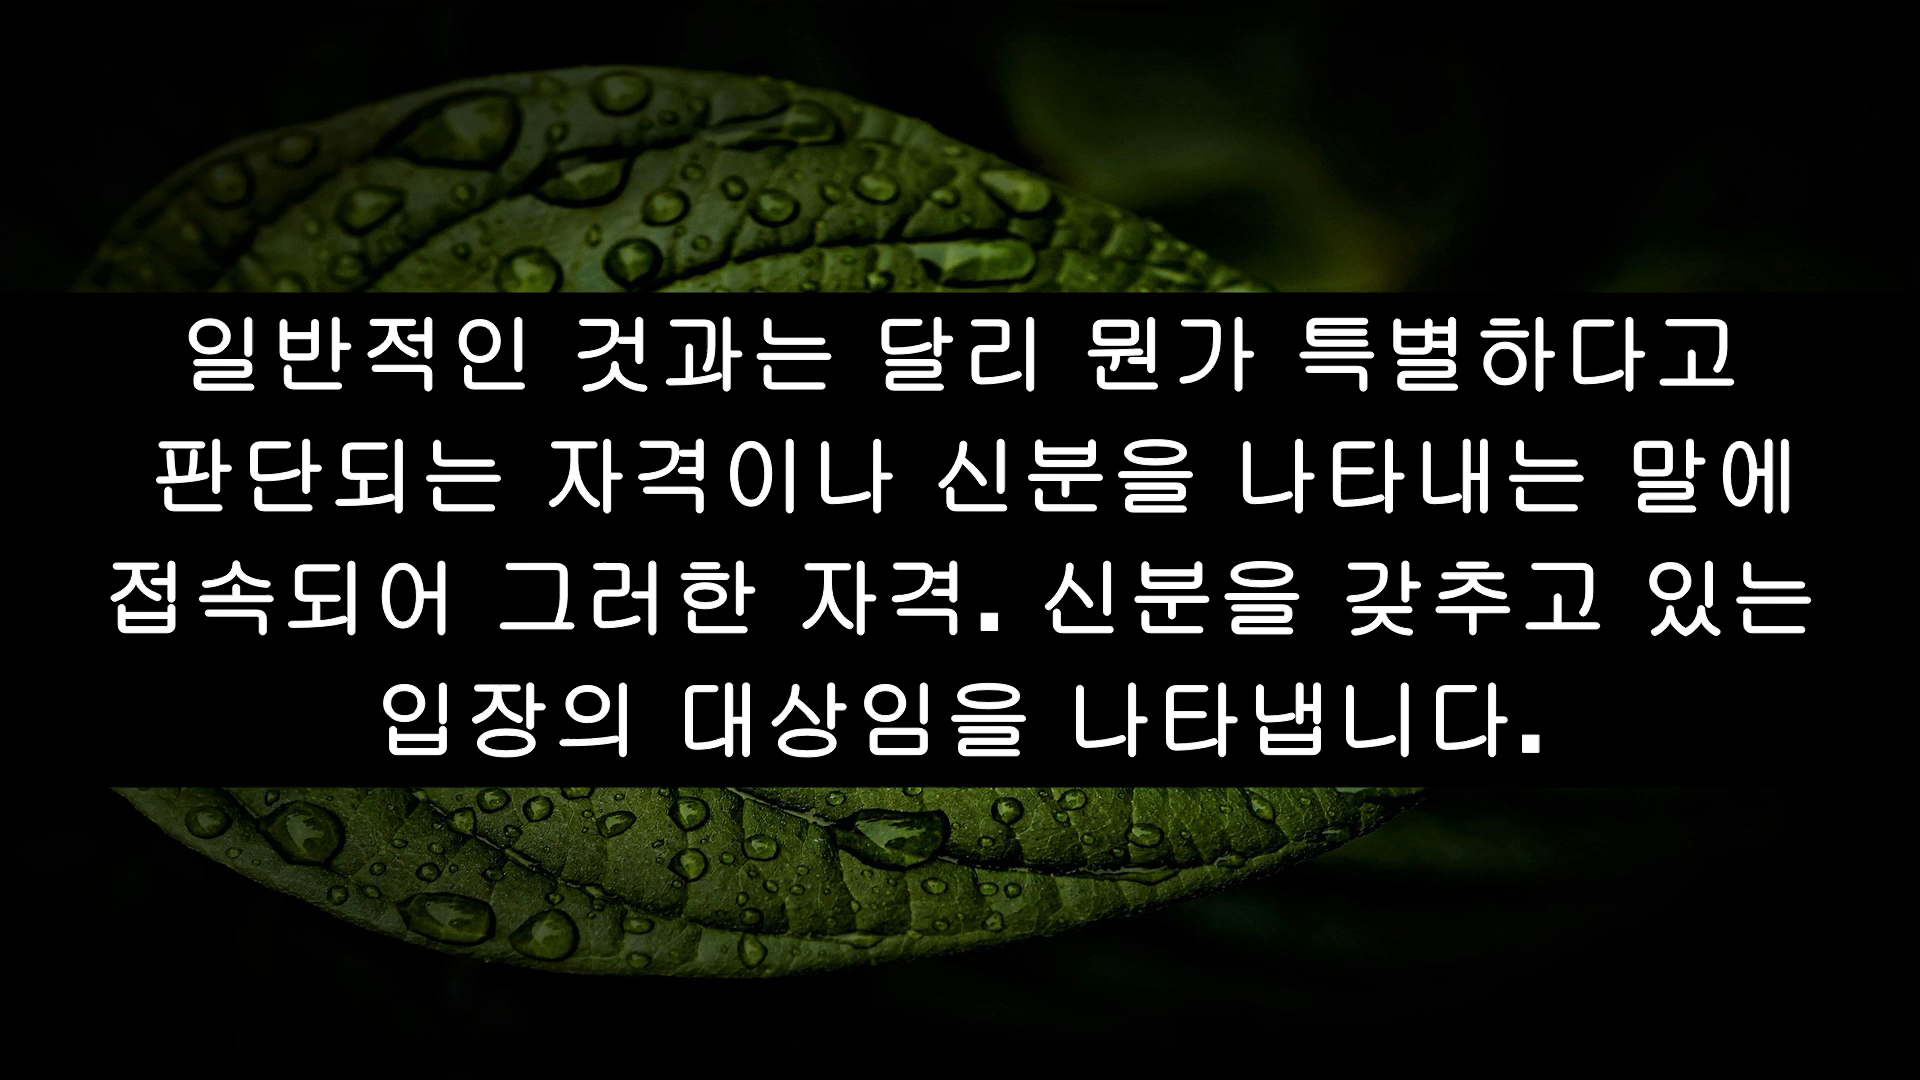 일반적인 것과는 달리 뭔가 특별하다고
판단되는 자격이나 신분을 나타내는 말에
접속되어 그러한 자격. 신분을 갖추고 있는
입장의 대상임을 나타냅니다.